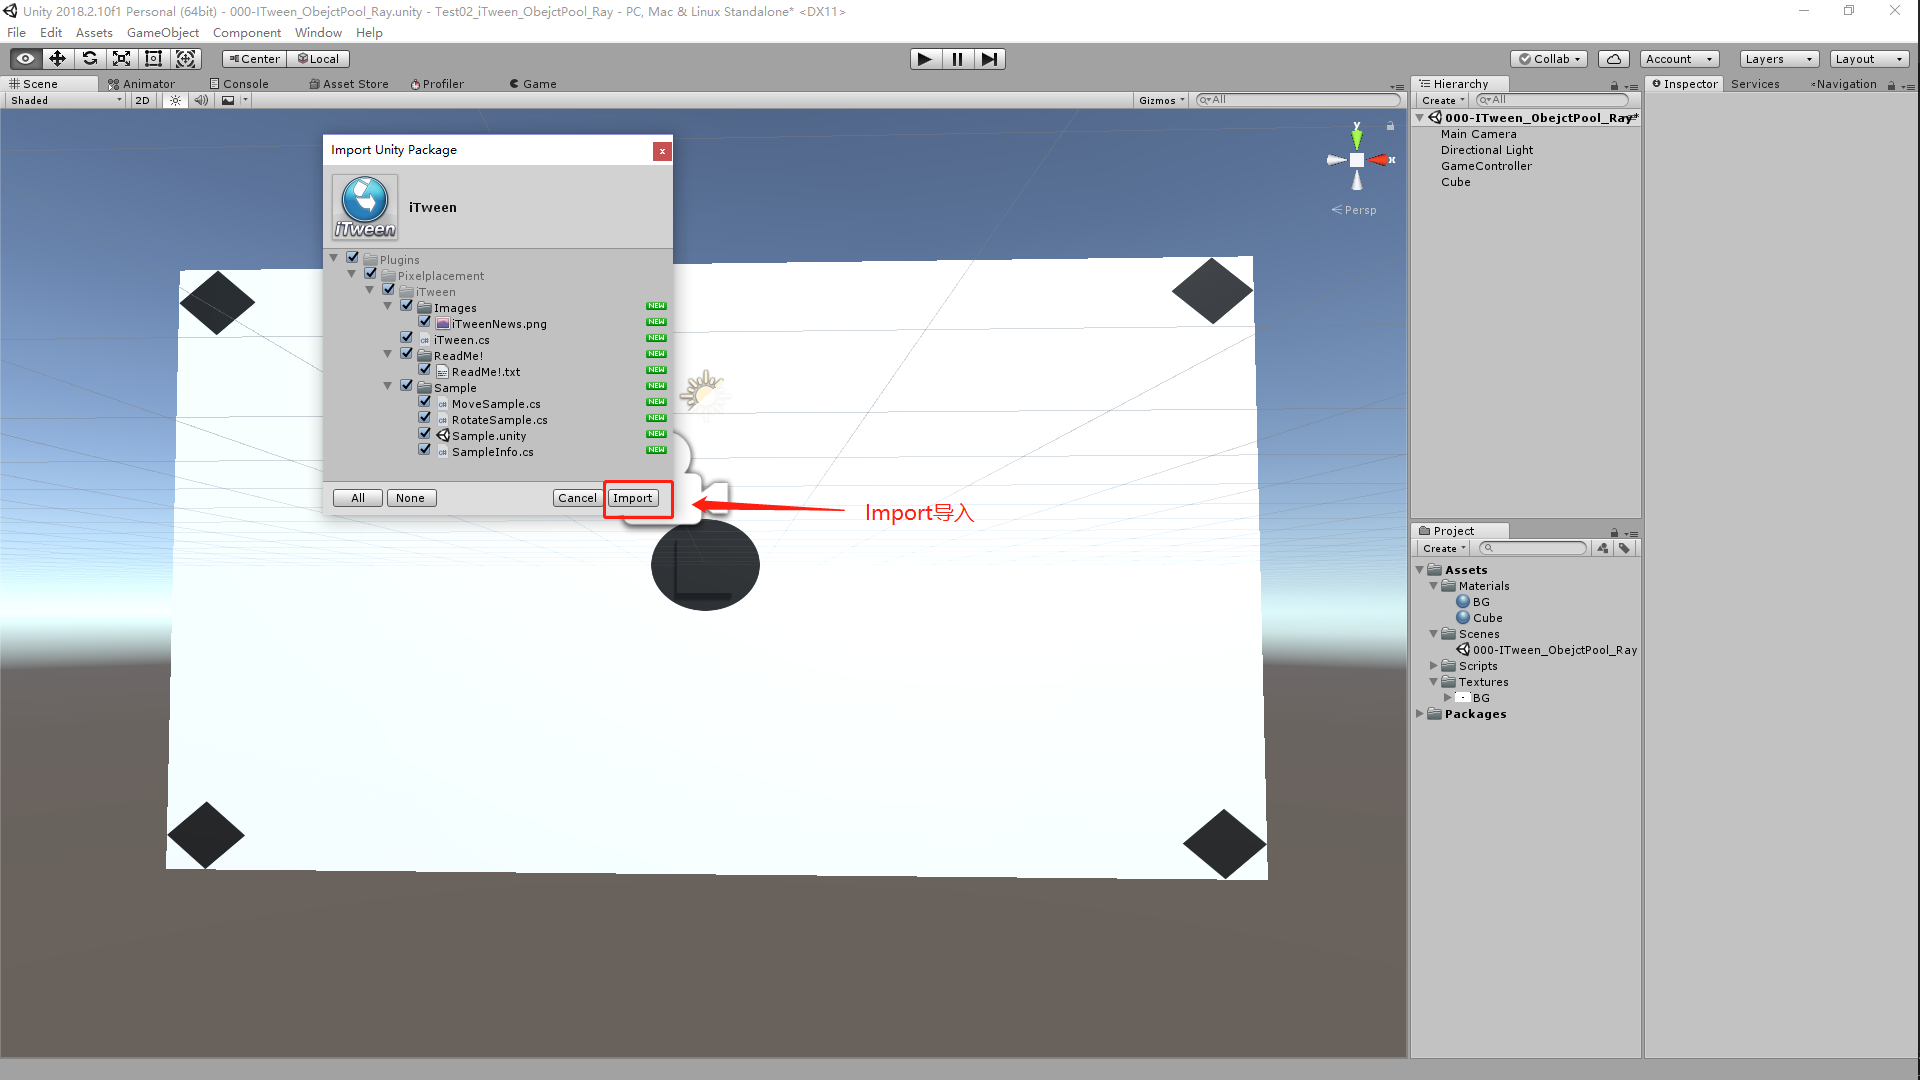 Unity 2018.2.10f1 Personal (64bit) - 000-ITween_ObejctPool_Ray.unity - Test02_iTween_ObejctPool_Ray - PC, Mac & Linux Standalone* <DX11>
File Edit Assets GameObject Component Window Help
Center Local Collab Account Layers Layout
Scene Animator Console Asset Store Profiler Game
Shaded 2D Gizmos All
Import Unity Package
iTween
iTween
Plugins
Pixelplacement
iTween
Images NEW
iTweenNews.png NEW
iTween.cs NEW
ReadMe! NEW
ReadMe!.txt NEW
Sample NEW
MoveSample.cs NEW
RotateSample.cs NEW
Sample.unity NEW
SampleInfo.cs NEW
All None Cancel Import
Import导入
y
x
Persp
Hierarchy
Create All
000-ITween_ObejctPool_Ray*
Main Camera
Directional Light
GameController
Cube
Project
Create
Assets
Materials
BG
Cube
Scenes
000-ITween_ObejctPool_Ray
Scripts
Textures
BG
Packages
Inspector Services Navigation